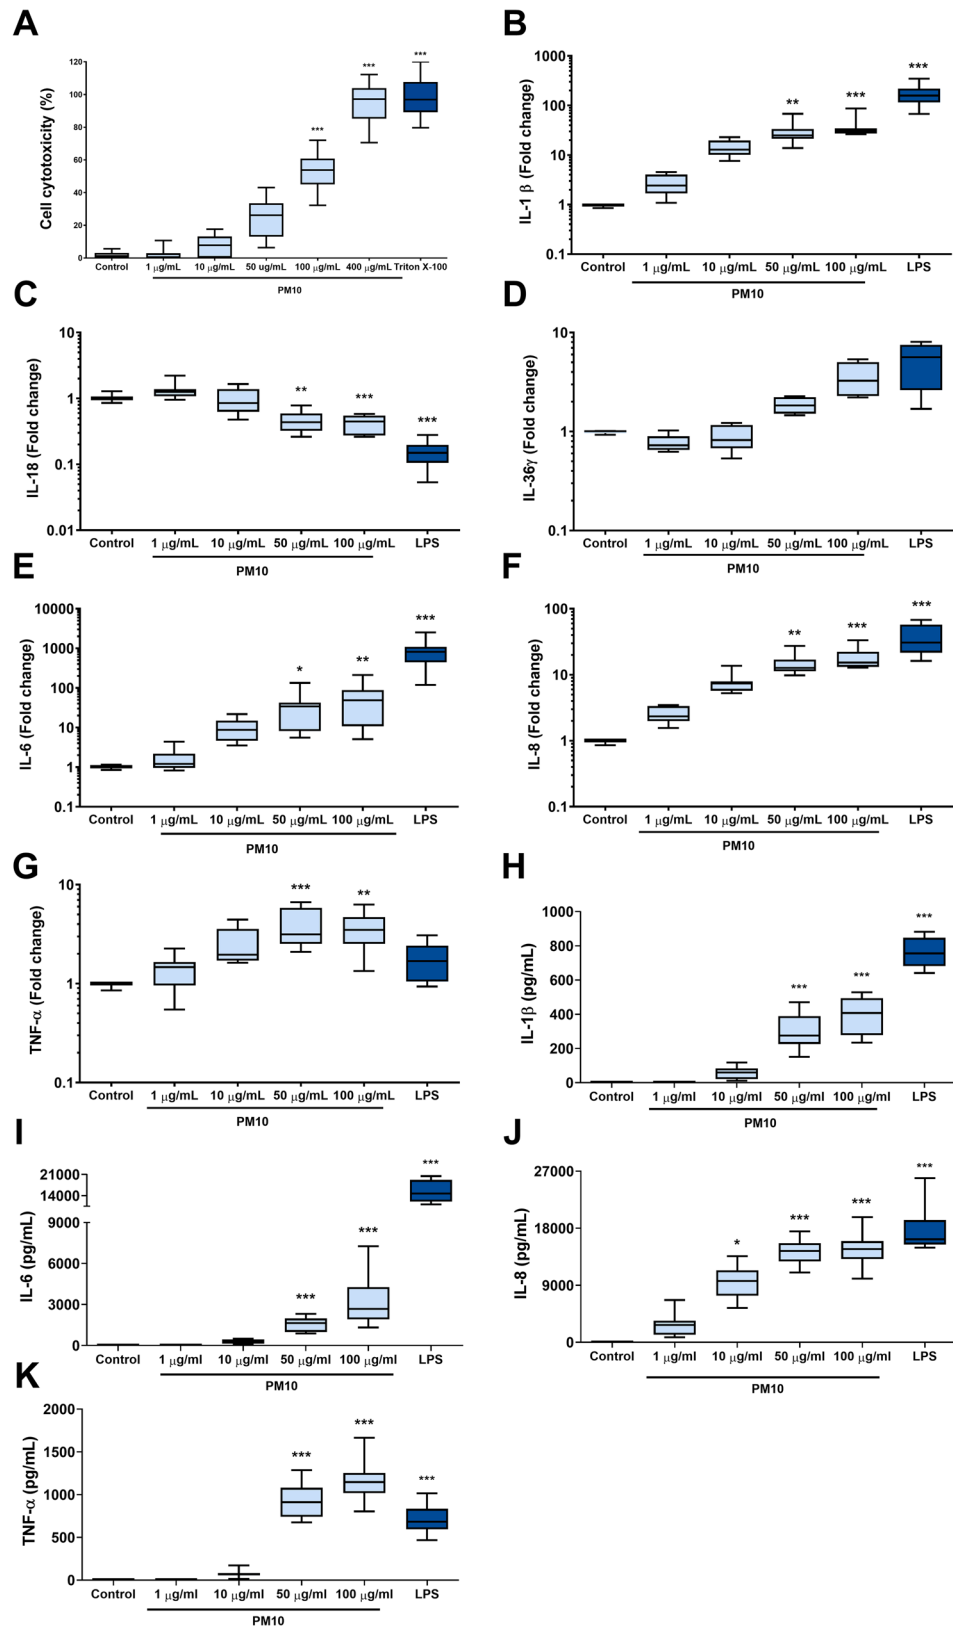 A
Cell cytotoxicity (%)
120
100
80
60
40
20
0
***
***
***
Control
1 μg/mL
10 μg/mL
50 ug/mL
100 μg/mL
400 μg/mL
Triton X-100
PM10
B
IL-1 β (Fold change)
1000
100
10
1
0.1
**
***
***
Control
1 μg/mL
10 μg/mL
50 μg/mL
100 μg/mL
LPS
PM10
C
IL-18 (Fold change)
10
1
0.1
0.01
**
***
***
Control
1 μg/mL
10 μg/mL
50 μg/mL
100 μg/mL
LPS
PM10
D
IL-36γ (Fold change)
10
1
0.1
Control
1 μg/mL
10 μg/mL
50 μg/mL
100 μg/mL
LPS
PM10
E
IL-6 (Fold change)
10000
1000
100
10
1
0.1
*
**
***
Control
1 μg/mL
10 μg/mL
50 μg/mL
100 μg/mL
LPS
PM10
F
IL-8 (Fold change)
100
10
1
0.1
**
***
***
Control
1 μg/mL
10 μg/mL
50 μg/mL
100 μg/mL
LPS
PM10
G
TNF-α (Fold change)
10
1
0.1
***
**
Control
1 μg/mL
10 μg/mL
50 μg/mL
100 μg/mL
LPS
PM10
H
IL-1β (pg/mL)
1000
800
600
400
200
0
***
***
***
Control
1 μg/ml
10 μg/ml
50 μg/ml
100 μg/ml
LPS
PM10
I
IL-6 (pg/mL)
21000
14000
9000
6000
3000
0
***
***
***
Control
1 μg/ml
10 μg/ml
50 μg/ml
100 μg/ml
LPS
PM10
J
IL-8 (pg/mL)
27000
18000
9000
0
*
***
***
***
Control
1 μg/ml
10 μg/ml
50 μg/ml
100 μg/ml
LPS
PM10
K
TNF-α (pg/mL)
2000
1500
1000
500
0
***
***
***
Control
1 μg/ml
10 μg/ml
50 μg/ml
100 μg/ml
LPS
PM10